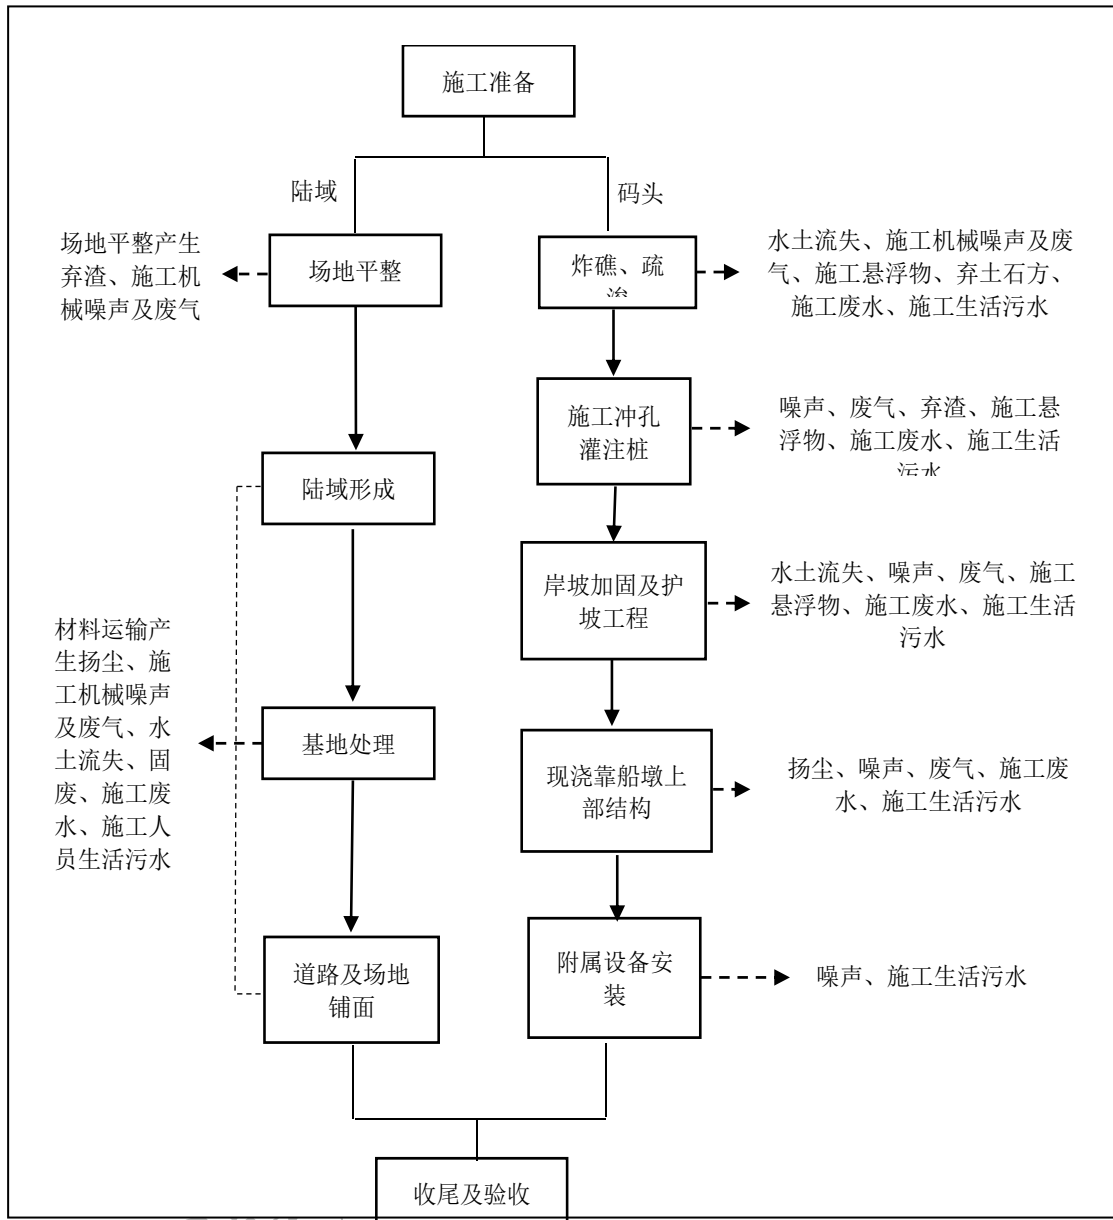 施工准备
陆域
码头
场地平整产生
弃渣、施工机
械噪声及废气
场地平整
炸礁、疏
水土流失、施工机械噪声及废
气、施工悬浮物、弃土石方、
施工废水、施工生活污水
施工冲孔
灌注桩
噪声、废气、弃渣、施工悬
浮物、施工废水、施工生活
污水
陆域形成
岸坡加固及护
坡工程
水土流失、噪声、废气、施工
悬浮物、施工废水、施工生活
污水
材料运输产
生扬尘、施
工机械噪声
及废气、水
土流失、固
废、施工废
水、施工人
员生活污水
基地处理
现浇靠船墩上
部结构
扬尘、噪声、废气、施工废
水、施工生活污水
道路及场地
铺面
附属设备安
装
噪声、施工生活污水
收尾及验收